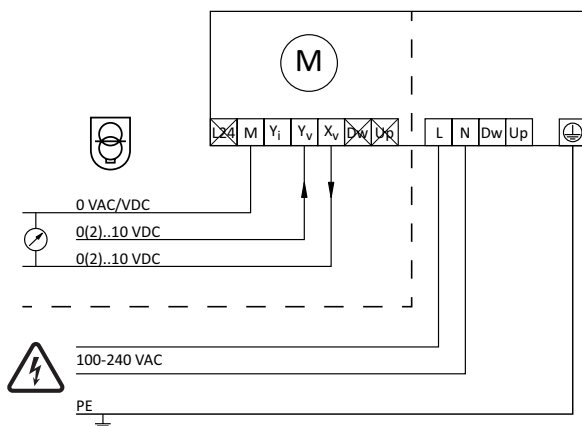 M
L24 M Yi Yv Xv Dw Up L N Dw Up
0 VAC/VDC
0(2)..10 VDC
0(2)..10 VDC
100-240 VAC
PE